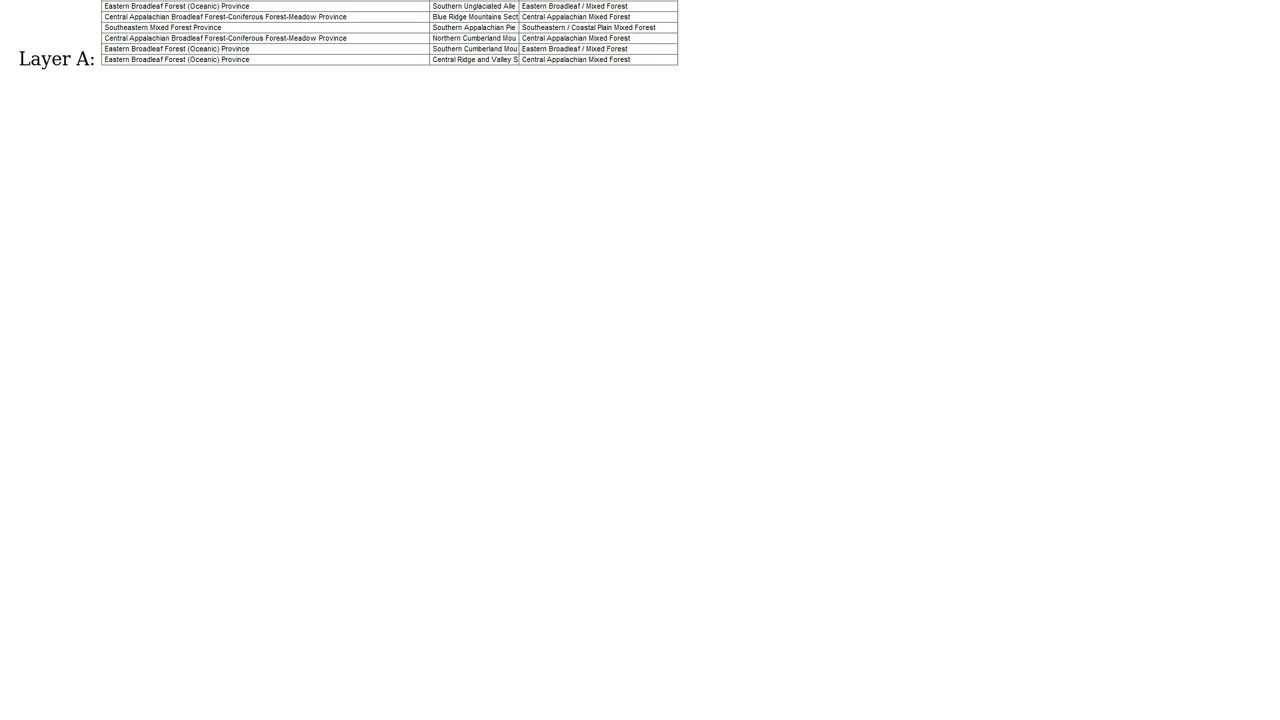 Eastern Broadleaf Forest (Oceanic) Province Southern Unglaciated Alle Eastern Broadleaf / Mixed Forest
Central Appalachian Broadleaf Forest-Coniferous Forest-Meadow Province Blue Ridge Mountains Sect Central Appalachian Mixed Forest
Southeastern Mixed Forest Province Southern Appalachian Pie Southeastern / Coastal Plain Mixed Forest
Central Appalachian Broadleaf Forest-Coniferous Forest-Meadow Province Northern Cumberland Mou Central Appalachian Mixed Forest
Eastern Broadleaf Forest (Oceanic) Province Southern Cumberland Mou Eastern Broadleaf / Mixed Forest
Layer A: Eastern Broadleaf Forest (Oceanic) Province Central Ridge and Valley S Central Appalachian Mixed Forest